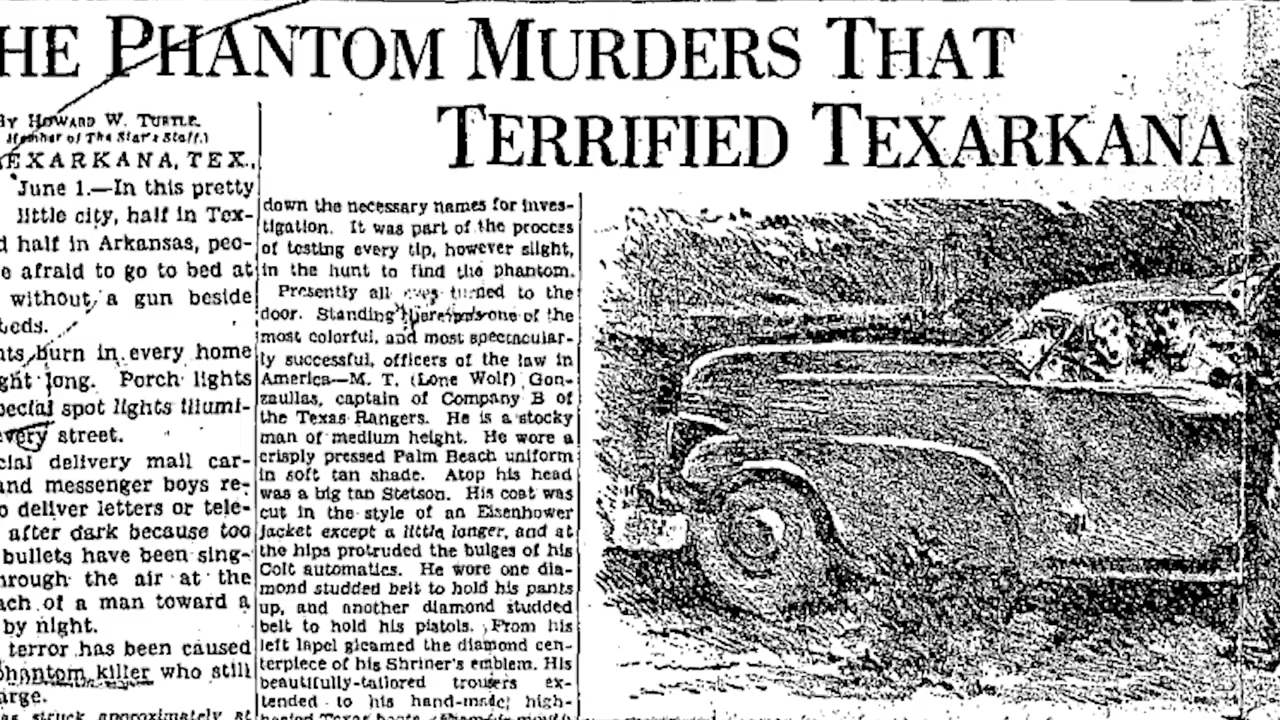 HE PHANTOM MURDERS THAT
TERRIFIED TEXARKANA
By HOWARD W. TURTLE.
Member of The Star's Staff.)
EXARKANA, TEX.,
June 1.—In this pretty
little city, half in Tex-
d half in Arkansas, peo-
e afraid to go to bed at
without a gun beside
beds.
hts burn in every home
ght long. Porch lights
pecial spot lights illumi-
every street.
cial delivery mail car-
and messenger boys re-
o deliver letters or tele-
after dark because too
bullets have been sing-
hrough the air at the
ach of a man toward a
by night.
terror has been caused
phantom killer who still
arge.
as struck approximately at
down the necessary names for inves-
tigation. It was part of the process
of testing every tip, however slight,
in the hunt to find the phantom.
Presently all eyes turned to the
door. Standing there was one of the
most colorful, and most spectacular-
ly successful, officers of the law in
America—M. T. (Lone Wolf) Gon-
zaullas, captain of Company B of
the Texas Rangers. He is a stocky
man of medium height. He wore a
crisply pressed Palm Beach uniform
in soft tan shade. Atop his head
was a big tan Stetson. His coat was
cut in the style of an Eisenhower
jacket except a little longer, and at
the hips protruded the bulges of his
Colt automatics. He wore one dia-
mond studded belt to hold his pants
up, and another diamond studded
belt to hold his pistols. From his
left lapel gleamed the diamond cen-
terpiece of his Shriner's emblem. His
beautifully-tailored trousers ex-
tended to his hand-made, high-
heeled Texas boots.